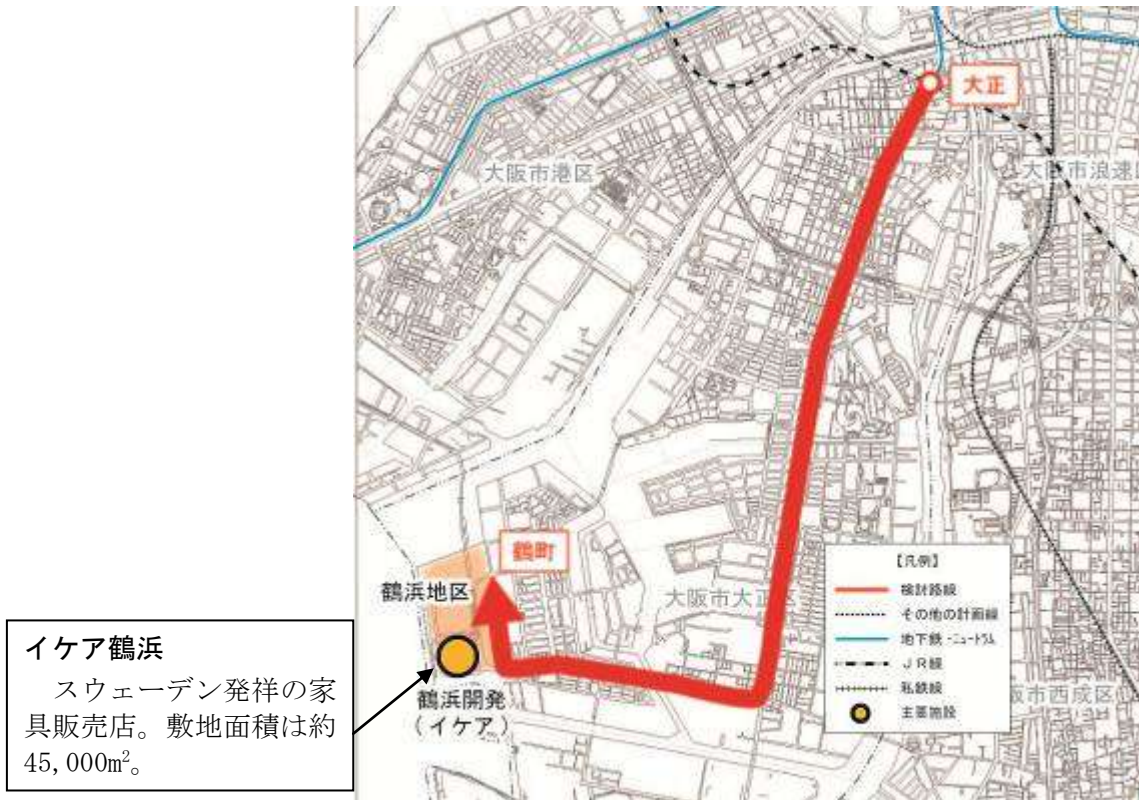 大正
大阪市港区
大阪市浪速
鶴町
鶴浜地区
大阪市大正区
鶴浜開発
(イケア)
イケア鶴浜
スウェーデン発祥の家
具販売店。敷地面積は約
45,000m²。
【凡例】
検討路線
その他の計画線
地下鉄・ニュートラム
JR線
私鉄線
主要施設
阪市西成区